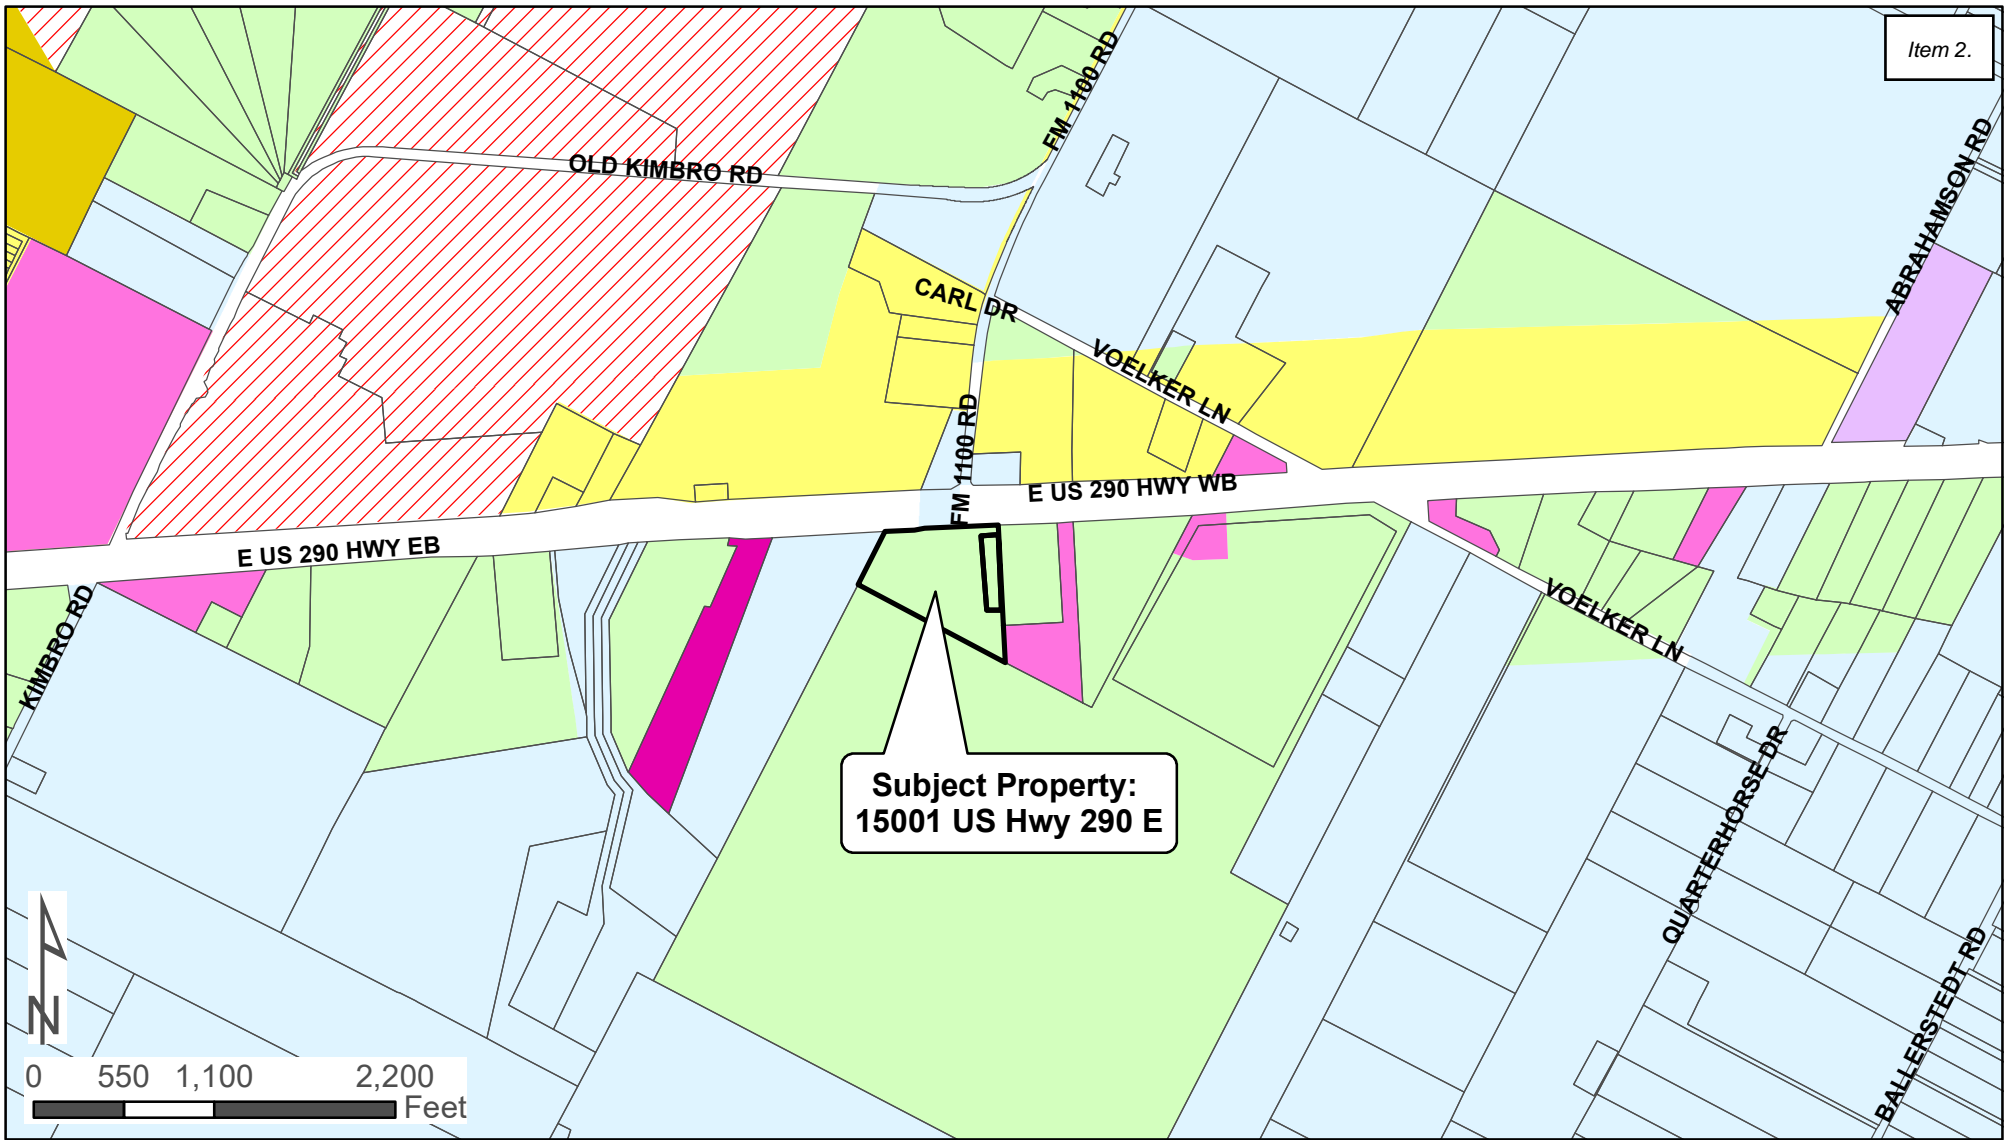 Item 2.
FM 1100 RD
OLD KIMBRO RD
ABRAHAMSON RD
CARL DR
VOELKER LN
FM 1100 RD
E US 290 HWY WB
E US 290 HWY EB
KIMBRO RD
VOELKER LN
Subject Property:
15001 US Hwy 290 E
QUARTERHORSE DR
BALLERSTEDT RD
N
0 550 1,100 2,200
Feet